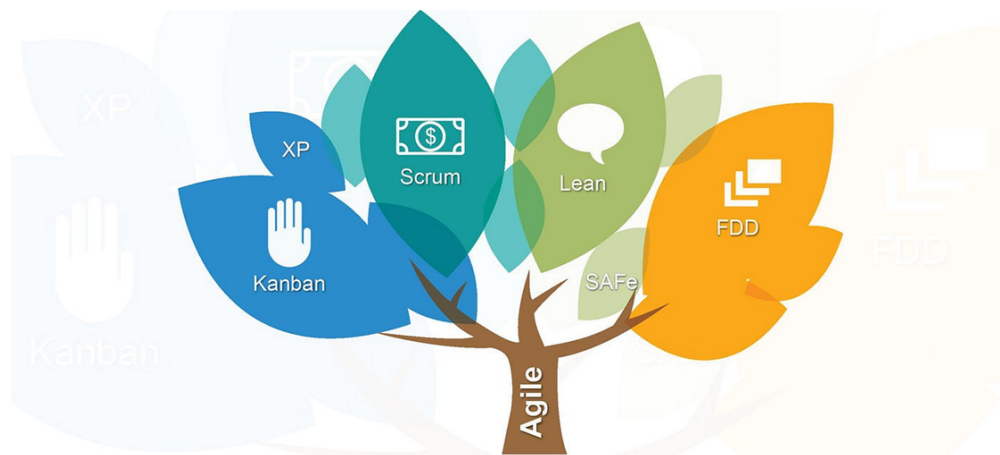 XP
Scrum
Lean
FDD
Kanban
SAFe
Agile
$
XP
FDD
Kanban